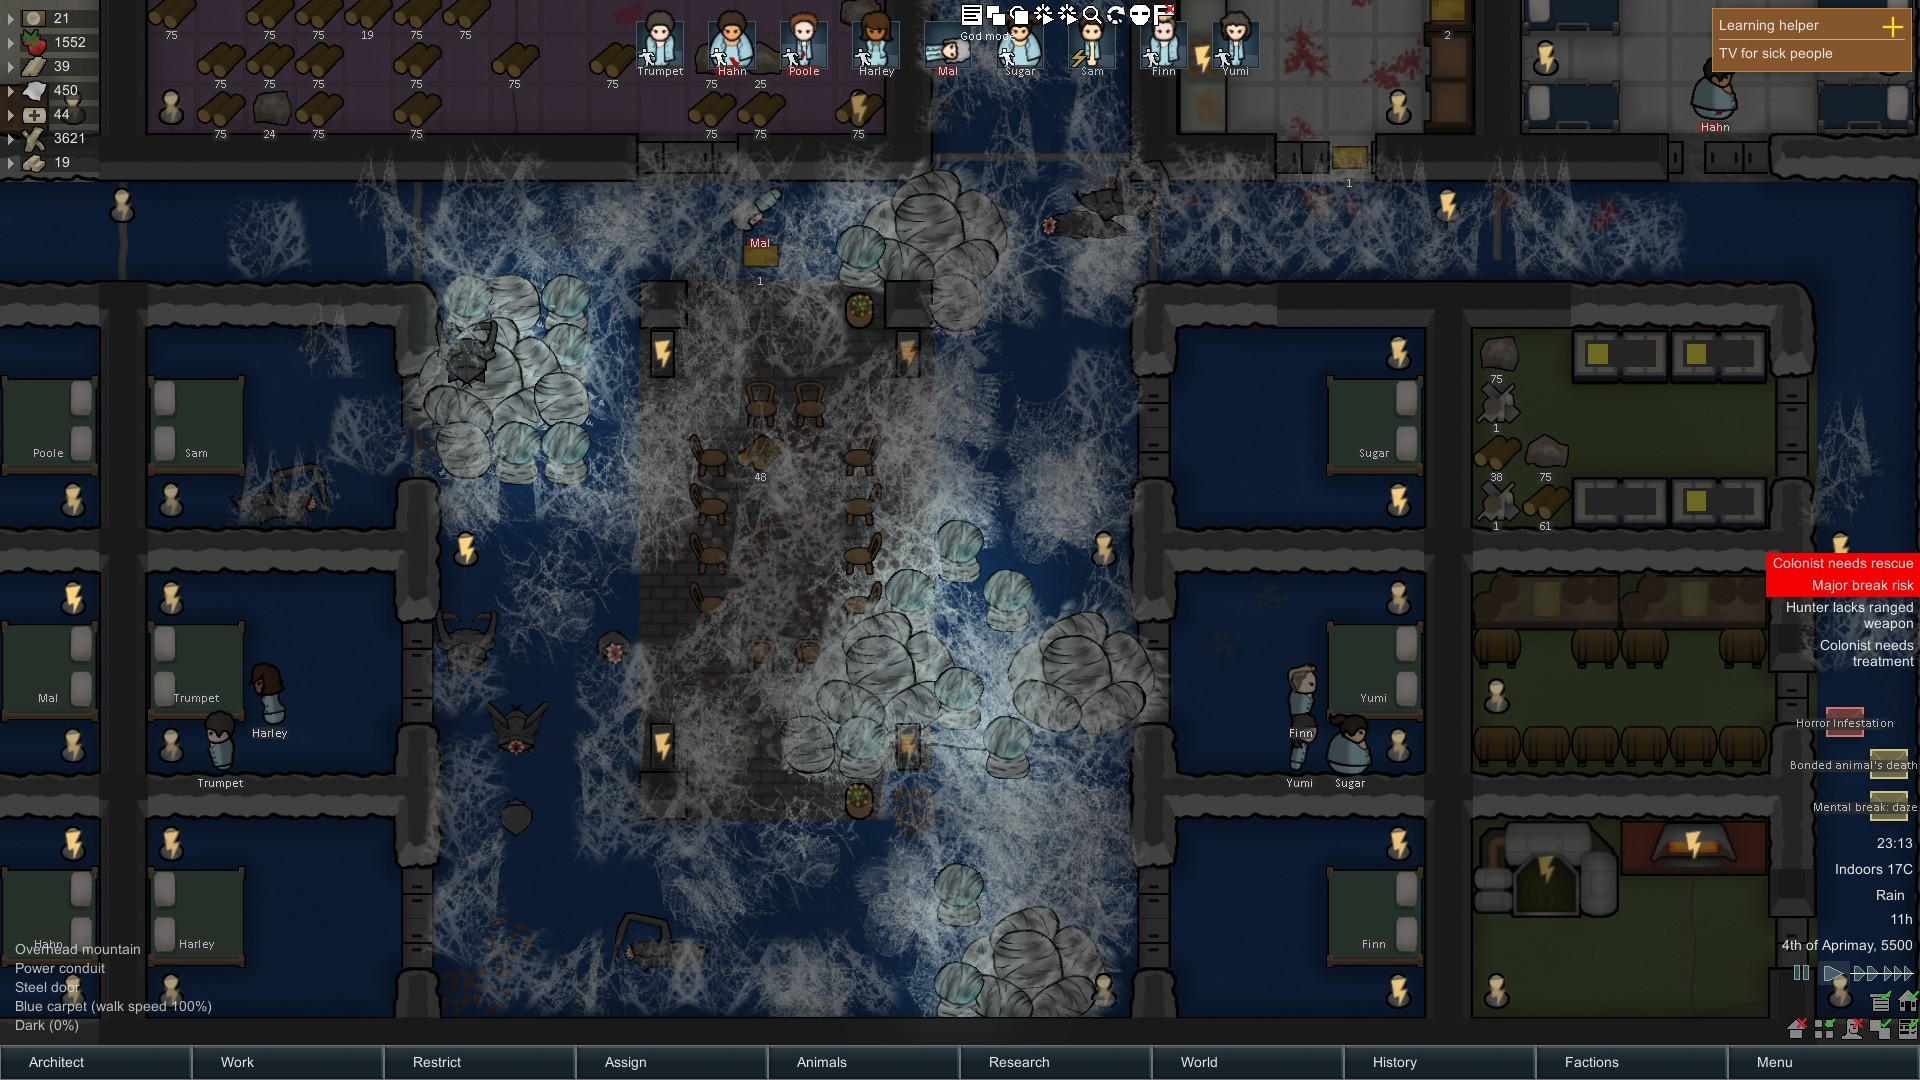 21
1552
39
450
44
3621
19
75
75
75
19
75
75
75
75
75
75
75
75
25
75
24
75
75
75
75
75
God mode
Trumpet
Hahn
Poole
Harley
Mal
Sugar
Sam
Finn
Yumi
2
Learning helper
TV for sick people
Hahn
1
Mal
1
Poole
Sam
48
Sugar
75
1
38
75
1
61
Mal
Trumpet
Harley
Trumpet
Yumi
Finn
Yumi
Sugar
Hahn
Harley
Finn
Colonist needs rescue
Major break risk
Hunter lacks ranged
weapon
Colonist needs
treatment
Horror Infestation
Bonded animal's death
Mental break: daze
23:13
Indoors 17C
Rain
11h
4th of Aprimay, 5500
Overhead mountain
Power conduit
Steel door
Blue carpet (walk speed 100%)
Dark (0%)
Architect
Work
Restrict
Assign
Animals
Research
World
History
Factions
Menu